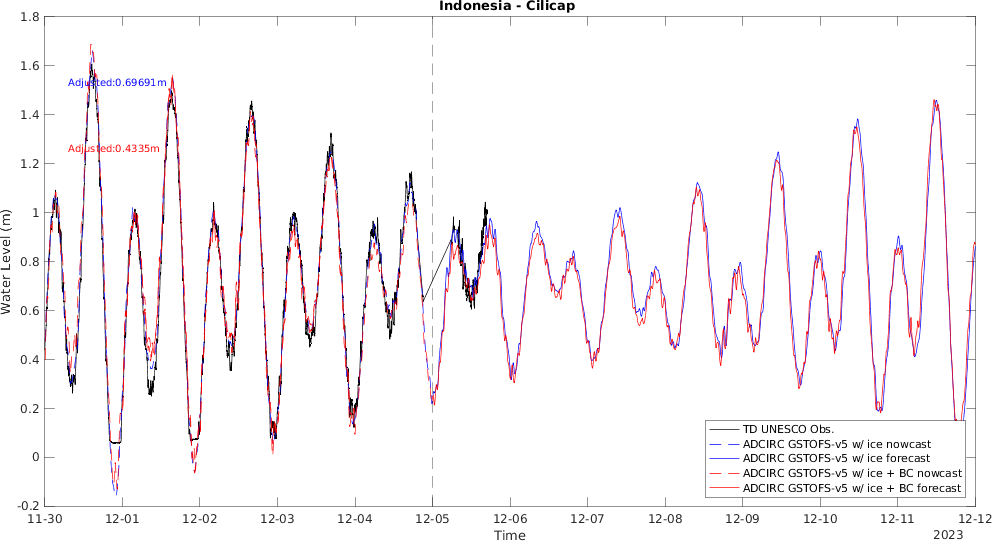 Indonesia - Cilicap
1.8
1.6
1.4
1.2
1
0.8
0.6
0.4
0.2
0
-0.2
Water Level (m)
Adjusted:0.69691m
Adjusted:0.4335m
TD UNESCO Obs.
ADCIRC GSTOFS-v5 w/ ice nowcast
ADCIRC GSTOFS-v5 w/ ice forecast
ADCIRC GSTOFS-v5 w/ ice + BC nowcast
ADCIRC GSTOFS-v5 w/ ice + BC forecast
11-30 12-01 12-02 12-03 12-04 12-05 12-06 12-07 12-08 12-09 12-10 12-11 12-12
Time
2023